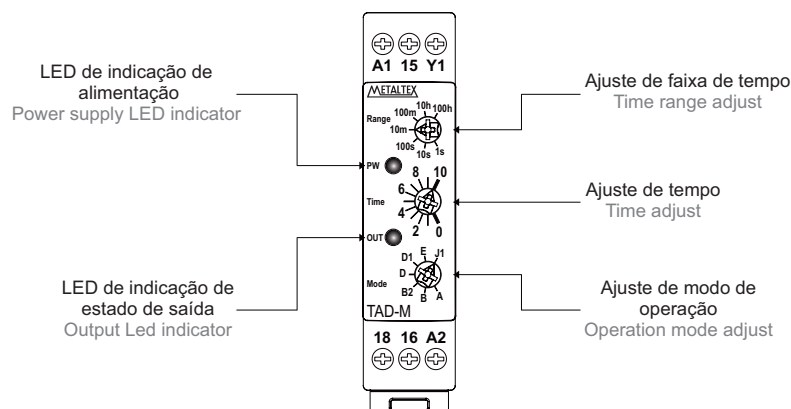 A1 15 Y1
LED de indicação de
alimentação
Power supply LED indicator
METALTEX
Range
10m
100m
10h
100h
100s
10s
1s
Ajuste de faixa de tempo
Time range adjust
PW
8 10
6
Time
4
2 0
Ajuste de tempo
Time adjust
OUT
LED de indicação de
estado de saída
Output Led indicator
Mode
D1
E
J1
D
B2
B
A
Ajuste de modo de
operação
Operation mode adjust
TAD-M
18 16 A2